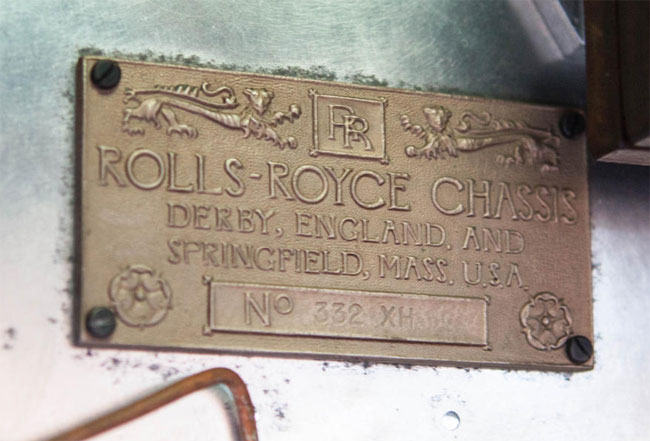 RR
ROLLS-ROYCE CHASSIS
DERBY, ENGLAND, AND
SPRINGFIELD, MASS, U.S.A.
Nº 332 XH